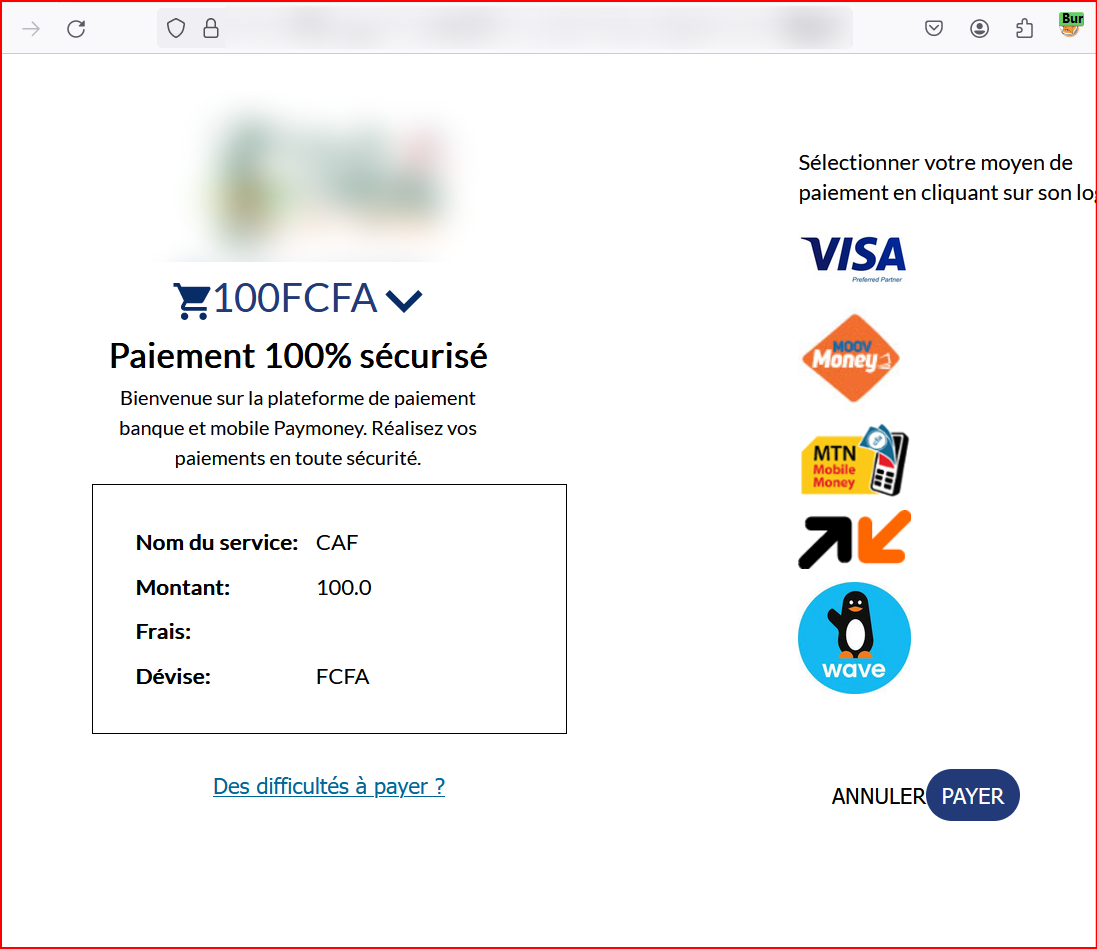 Bur
100FCFA
Paiement 100% sécurisé
Bienvenue sur la plateforme de paiement
banque et mobile Paymoney. Réalisez vos
paiements en toute sécurité.
Nom du service: CAF
Montant: 100.0
Frais:
Dévise: FCFA
Des difficultés à payer ?
Sélectionner votre moyen de
paiement en cliquant sur son
VISA
Preferred Partner
MOOV
Money
MTN
Mobile
Money
wave
ANNULER PAYER